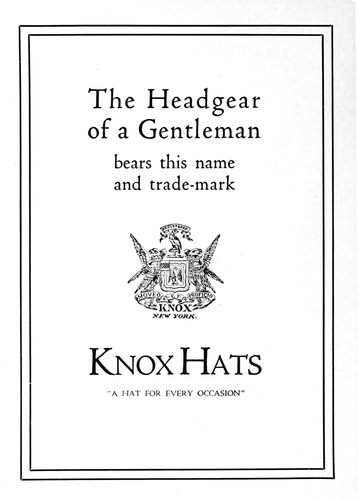 The Headgear
of a Gentleman
bears this name
and trade-mark
KNOX
NEW YORK.
KNOX HATS
"A HAT FOR EVERY OCCASION"